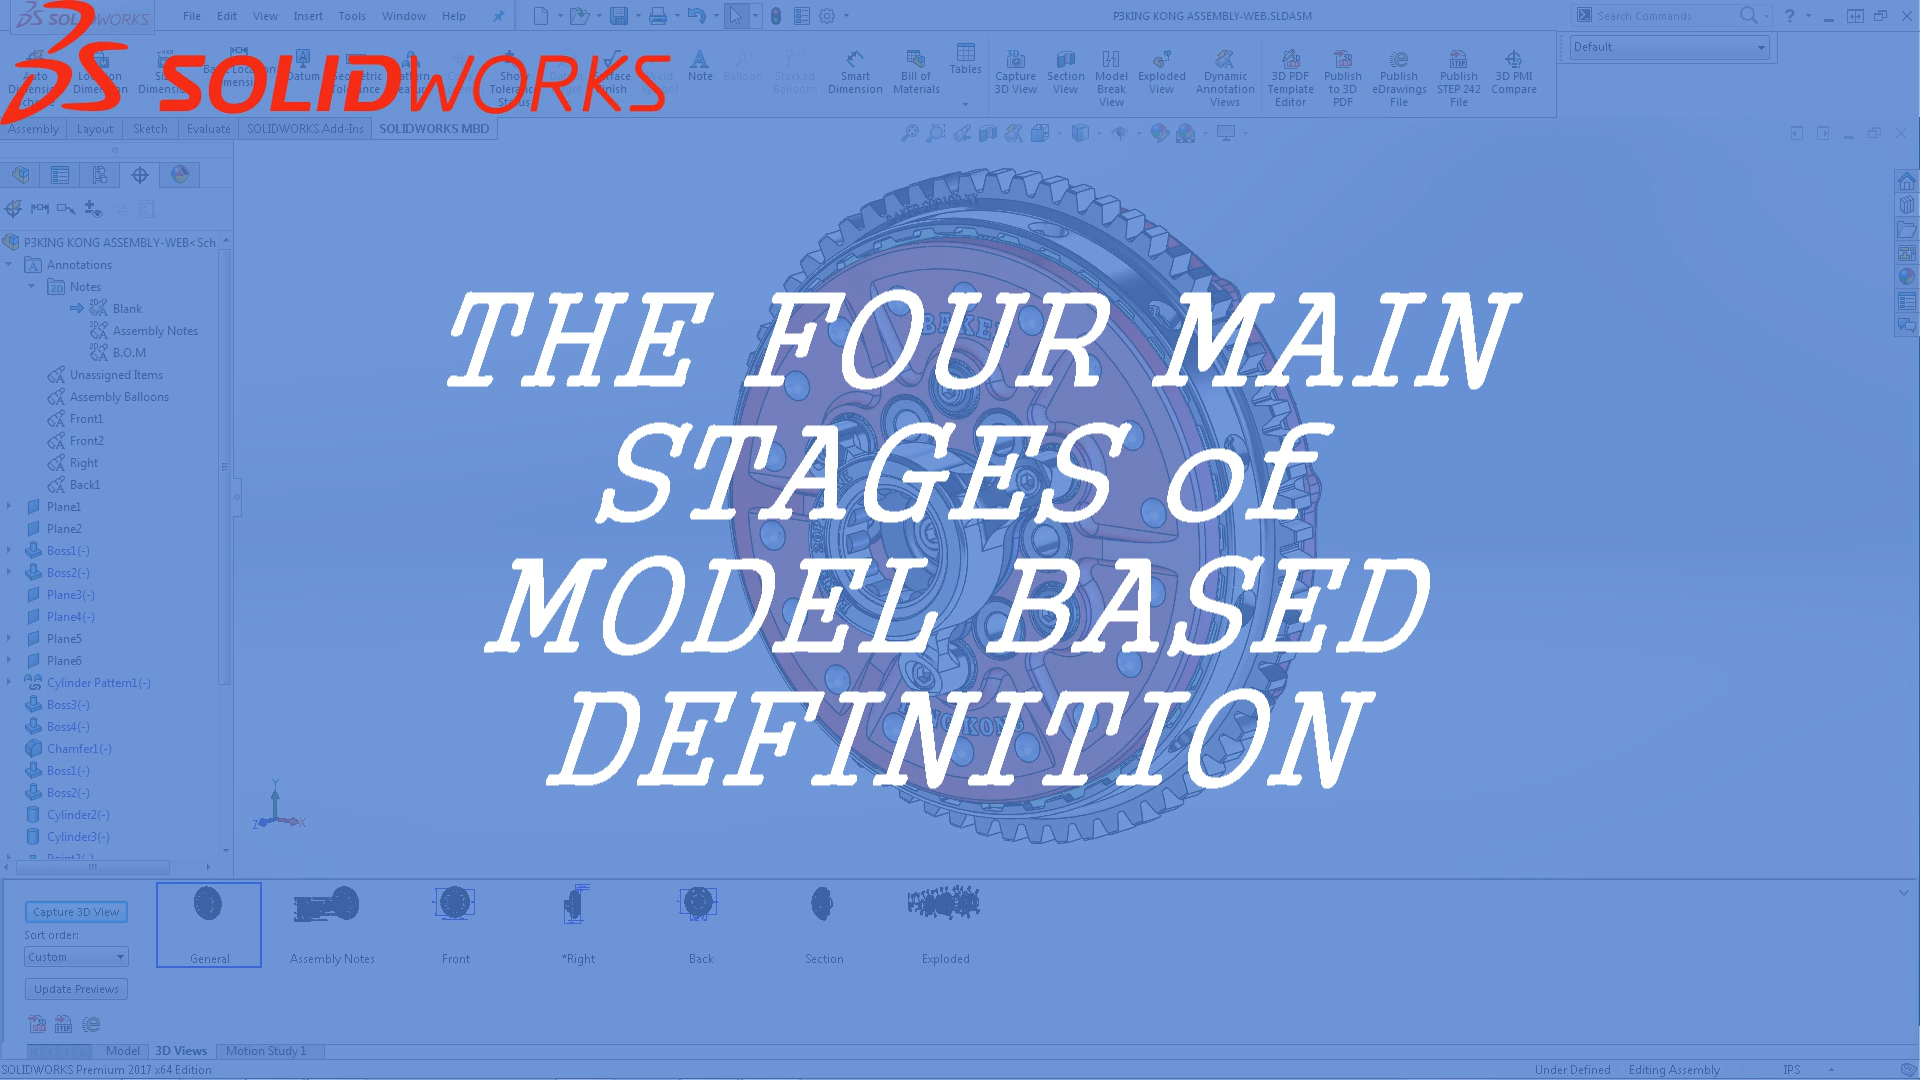 SOLIDWORKS
File Edit View Insert Tools Window Help
P3KING KONG ASSEMBLY-WEB.SLDASM
Search Commands
Default
Note Balloon Stacked Balloons Smart Dimension Bill of Materials Tables Capture 3D View Section View Model Break View Exploded View Dynamic Annotation Views 3D PDF Template Editor Publish to 3D PDF Publish eDrawings File Publish STEP 242 File 3D PMI Compare
Assembly Layout Sketch Evaluate SOLIDWORKS Add-Ins SOLIDWORKS MBD
P3KING KONG ASSEMBLY-WEB<Sch
Annotations
Notes
Blank
Assembly Notes
B.O.M
Unassigned Items
Assembly Balloons
Front1
Front2
Right
Back1
Plane1
Plane2
Boss1(-)
Boss2(-)
Plane3(-)
Plane4(-)
Plane5
Plane6
Cylinder Pattern1(-)
Boss3(-)
Boss4(-)
Chamfer1(-)
Boss1(-)
Boss2(-)
Cylinder2(-)
Cylinder3(-)
THE FOUR MAIN
STAGES of
MODEL BASED
DEFINITION
Y
Z X
Capture 3D View
Sort order:
Custom
Update Previews
General Assembly Notes Front *Right Back Section Exploded
Model 3D Views Motion Study 1
SOLIDWORKS Premium 2017 x64 Edition
Under Defined Editing Assembly IPS